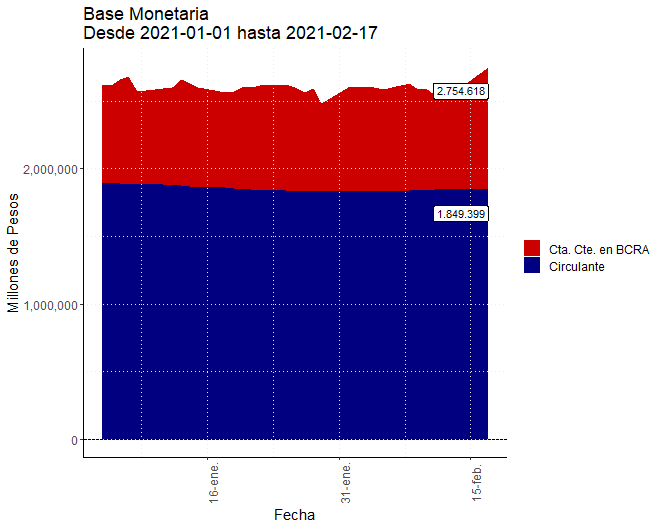 Base Monetaria
Desde 2021-01-01 hasta 2021-02-17
Millones de Pesos
2,000,000
1,000,000
0
2.754.618
1.849.399
Cta. Cte. en BCRA
Circulante
16-ene.
31-ene.
15-feb.
Fecha